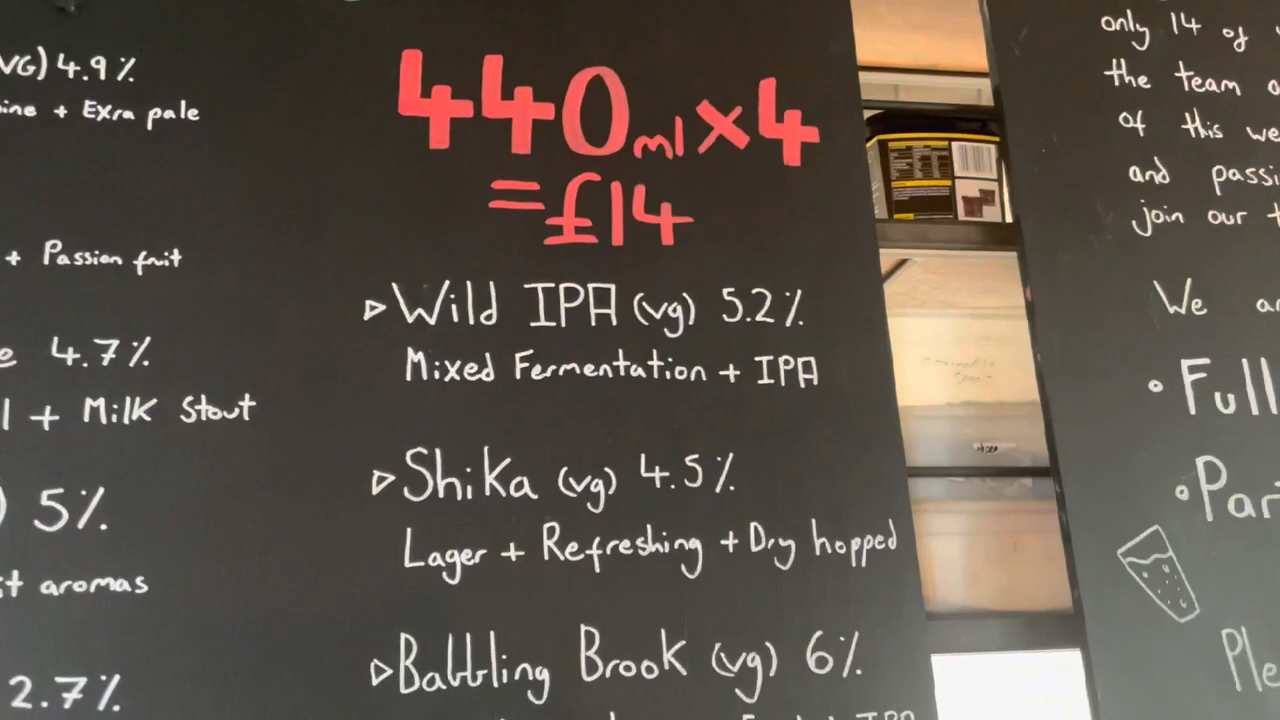 VG) 4.9%
ine + Exra pale
+ Passion fruit
4.7%
+ Milk Stout
5%
aromas
2.7%
440ml x4
=£14
Wild IPA (vg) 5.2%
Mixed Fermentation + IPA
Shika (vg) 4.5%
Lager + Refreshing + Dry hopped
Babbling Brook (vg) 6%
IPA
only 14 of
the team
of this we
and passi
join our
We
Full
Par
Ple